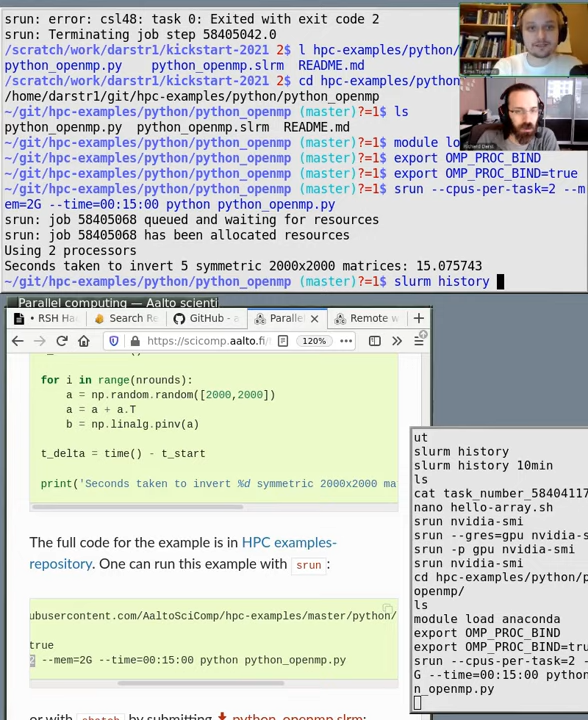 srun: error: csl48: task 0: Exited with exit code 2
srun: Terminating job step 58405042.0
/scratch/work/darstr1/kickstart-2021 2$ l hpc-examples/python/
python_openmp.py    python_openmp.slrm  README.md
/scratch/work/darstr1/kickstart-2021 2$ cd hpc-examples/python
/home/darstr1/git/hpc-examples/python/python_openmp
~/git/hpc-examples/python/python_openmp (master)?=1$ ls
python_openmp.py  python_openmp.slrm  README.md
~/git/hpc-examples/python/python_openmp (master)?=1$ module lo
~/git/hpc-examples/python/python_openmp (master)?=1$ export OMP_PROC_BIND
~/git/hpc-examples/python/python_openmp (master)?=1$ export OMP_PROC_BIND=true
~/git/hpc-examples/python/python_openmp (master)?=1$ srun --cpus-per-task=2 --m
em=2G --time=00:15:00 python python_openmp.py
srun: job 58405068 queued and waiting for resources
srun: job 58405068 has been allocated resources
Using 2 processors
Seconds taken to invert 5 symmetric 2000x2000 matrices: 15.075743
~/git/hpc-examples/python/python_openmp (master)?=1$ slurm history
Parallel computing — Aalto scienti
• RSH Ha
Search Re
GitHub - a
Parallel
Remote w
https://scicomp.aalto.fi/
120%
for i in range(nrounds):
a = np.random.random([2000,2000])
a = a + a.T
b = np.linalg.pinv(a)
t_delta = time() - t_start
print('Seconds taken to invert %d symmetric 2000x2000 ma
The full code for the example is in HPC examples-
repository. One can run this example with srun:
ubusercontent.com/AaltoSciComp/hpc-examples/master/python/
true
2 --mem=2G --time=00:15:00 python python_openmp.py
or with sbatch by submitting python_openmp.slrm:
ut
slurm history
slurm history 10min
ls
cat task_number_58404117
nano hello-array.sh
srun nvidia-smi
srun --gres=gpu nvidia-s
srun -p gpu nvidia-smi
srun nvidia-smi
cd hpc-examples/python/p
openmp/
ls
module load anaconda
export OMP_PROC_BIND
export OMP_PROC_BIND=tru
srun --cpus-per-task=2 -
G --time=00:15:00 python
n_openmp.py